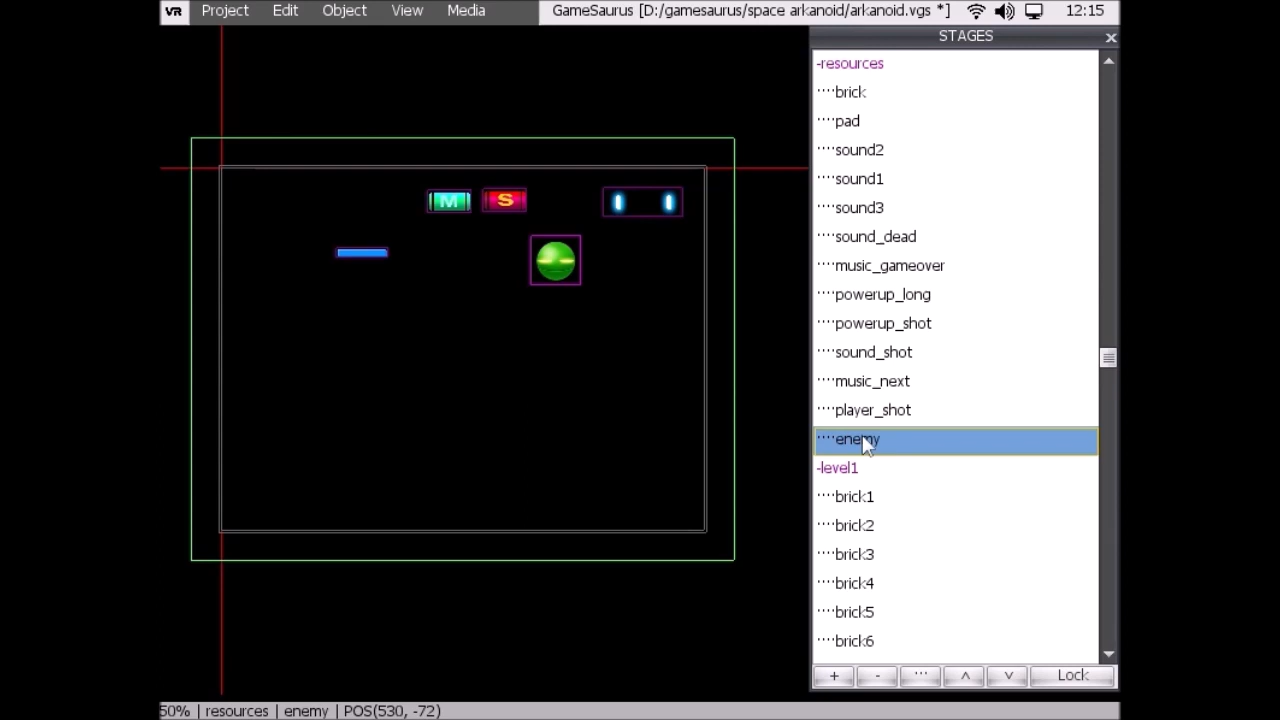 VR Project Edit Object View Media GameSaurus [D:/gamesaurus/space arkanoid/arkanoid.vgs *] 12:15
STAGES x
-resources
····brick
····pad
····sound2
····sound1
····sound3
····sound_dead
····music_gameover
····powerup_long
····powerup_shot
····sound_shot
····music_next
····player_shot
····enemy
-level1
····brick1
····brick2
····brick3
····brick4
····brick5
····brick6
M S
+ - ··· ʌ v Lock
50% | resources | enemy | POS(530, -72)